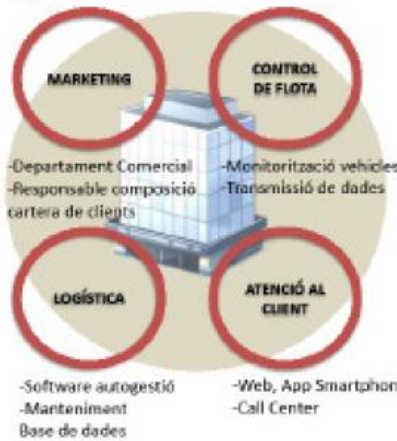 MARKETING
-Departament Comercial
-Responsable composició
cartera de clients
CONTROL
DE FLOTA
-Monitorització vehicles
-Transmissió de dades
LOGÍSTICA
-Software autogestió
-Manteniment
Base de dades
ATENCIÓ AL
CLIENT
-Web, App Smartphon
-Call Center